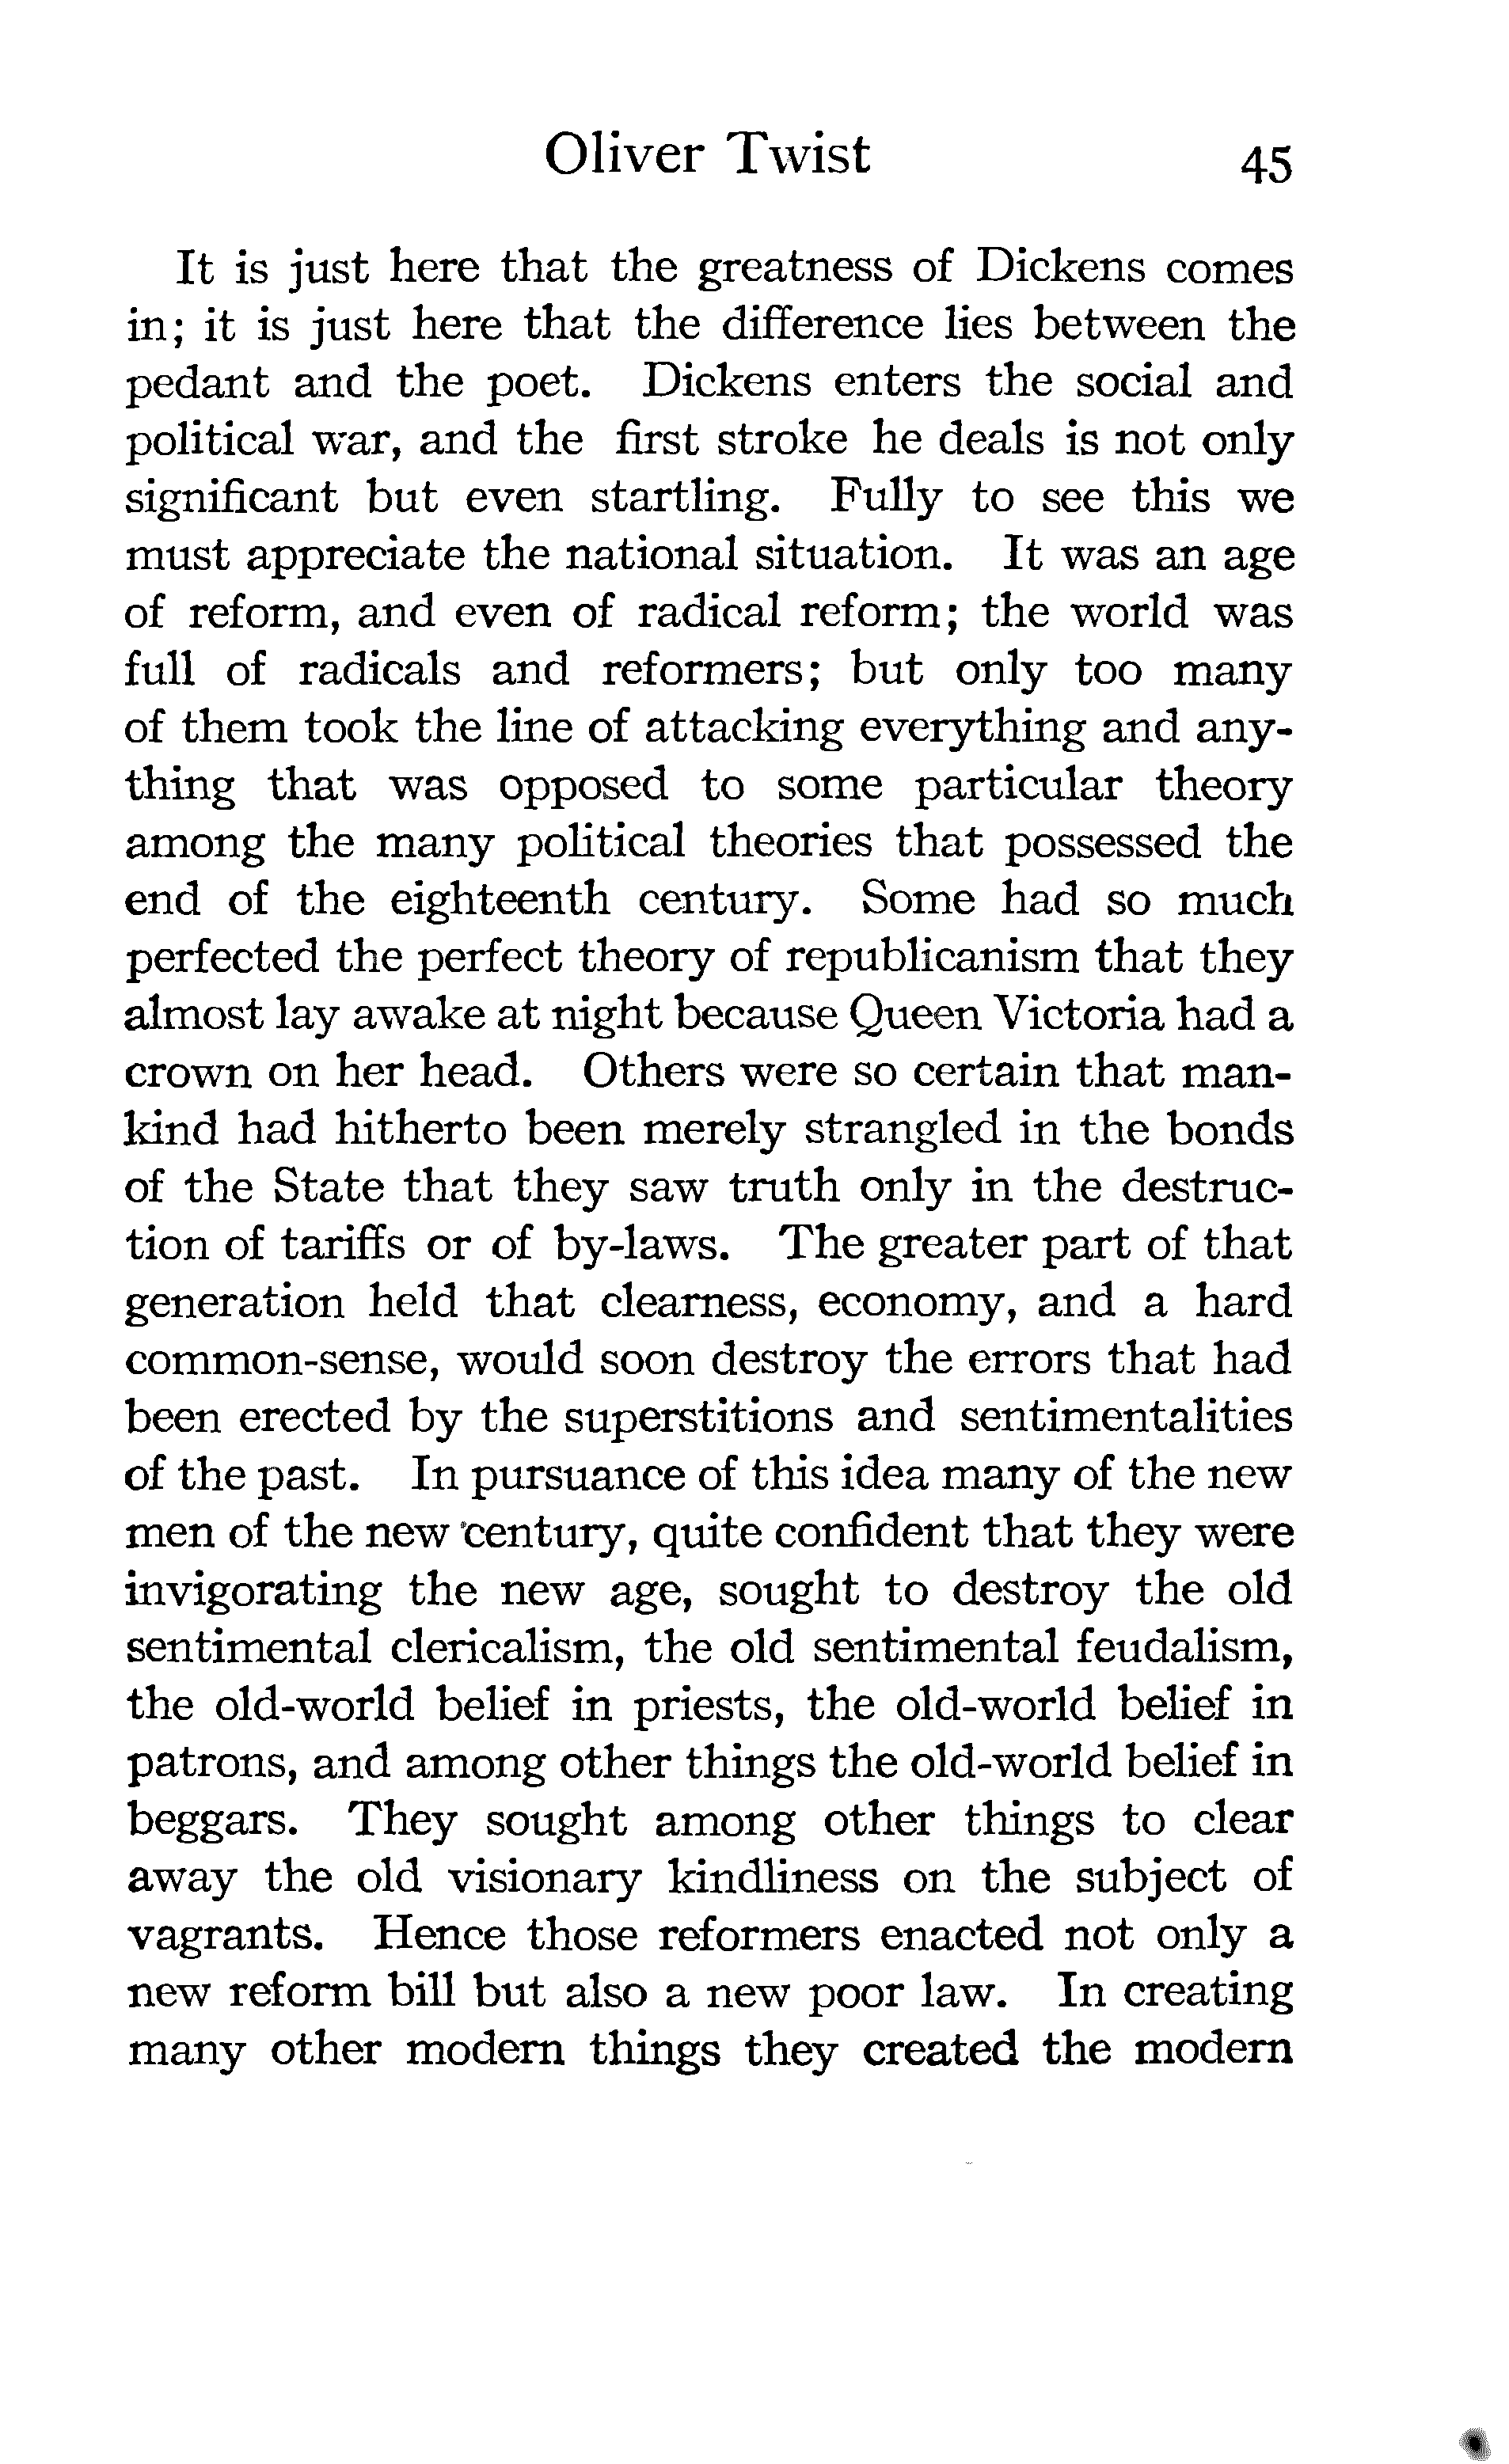 Oliver Twist 45
It is just here that the greatness of Dickens comes
in; it is just here that the difference lies between the
pedant and the poet. Dickens enters the social and
political war, and the first stroke he deals is not only
significant but even startling. Fully to see this we
must appreciate the national situation. It was an age
of reform, and even of radical reform; the world was
full of radicals and reformers; but only too many
of them took the line of attacking everything and any-
thing that was opposed to some particular theory
among the many political theories that possessed the
end of the eighteenth century. Some had so much
perfected the perfect theory of republicanism that they
almost lay awake at night because Queen Victoria had a
crown on her head. Others were so certain that man-
kind had hitherto been merely strangled in the bonds
of the State that they saw truth only in the destruc-
tion of tariffs or of by-laws. The greater part of that
generation held that clearness, economy, and a hard
common-sense, would soon destroy the errors that had
been erected by the superstitions and sentimentalities
of the past. In pursuance of this idea many of the new
men of the new century, quite confident that they were
invigorating the new age, sought to destroy the old
sentimental clericalism, the old sentimental feudalism,
the old-world belief in priests, the old-world belief in
patrons, and among other things the old-world belief in
beggars. They sought among other things to clear
away the old visionary kindliness on the subject of
vagrants. Hence those reformers enacted not only a
new reform bill but also a new poor law. In creating
many other modern things they created the modern